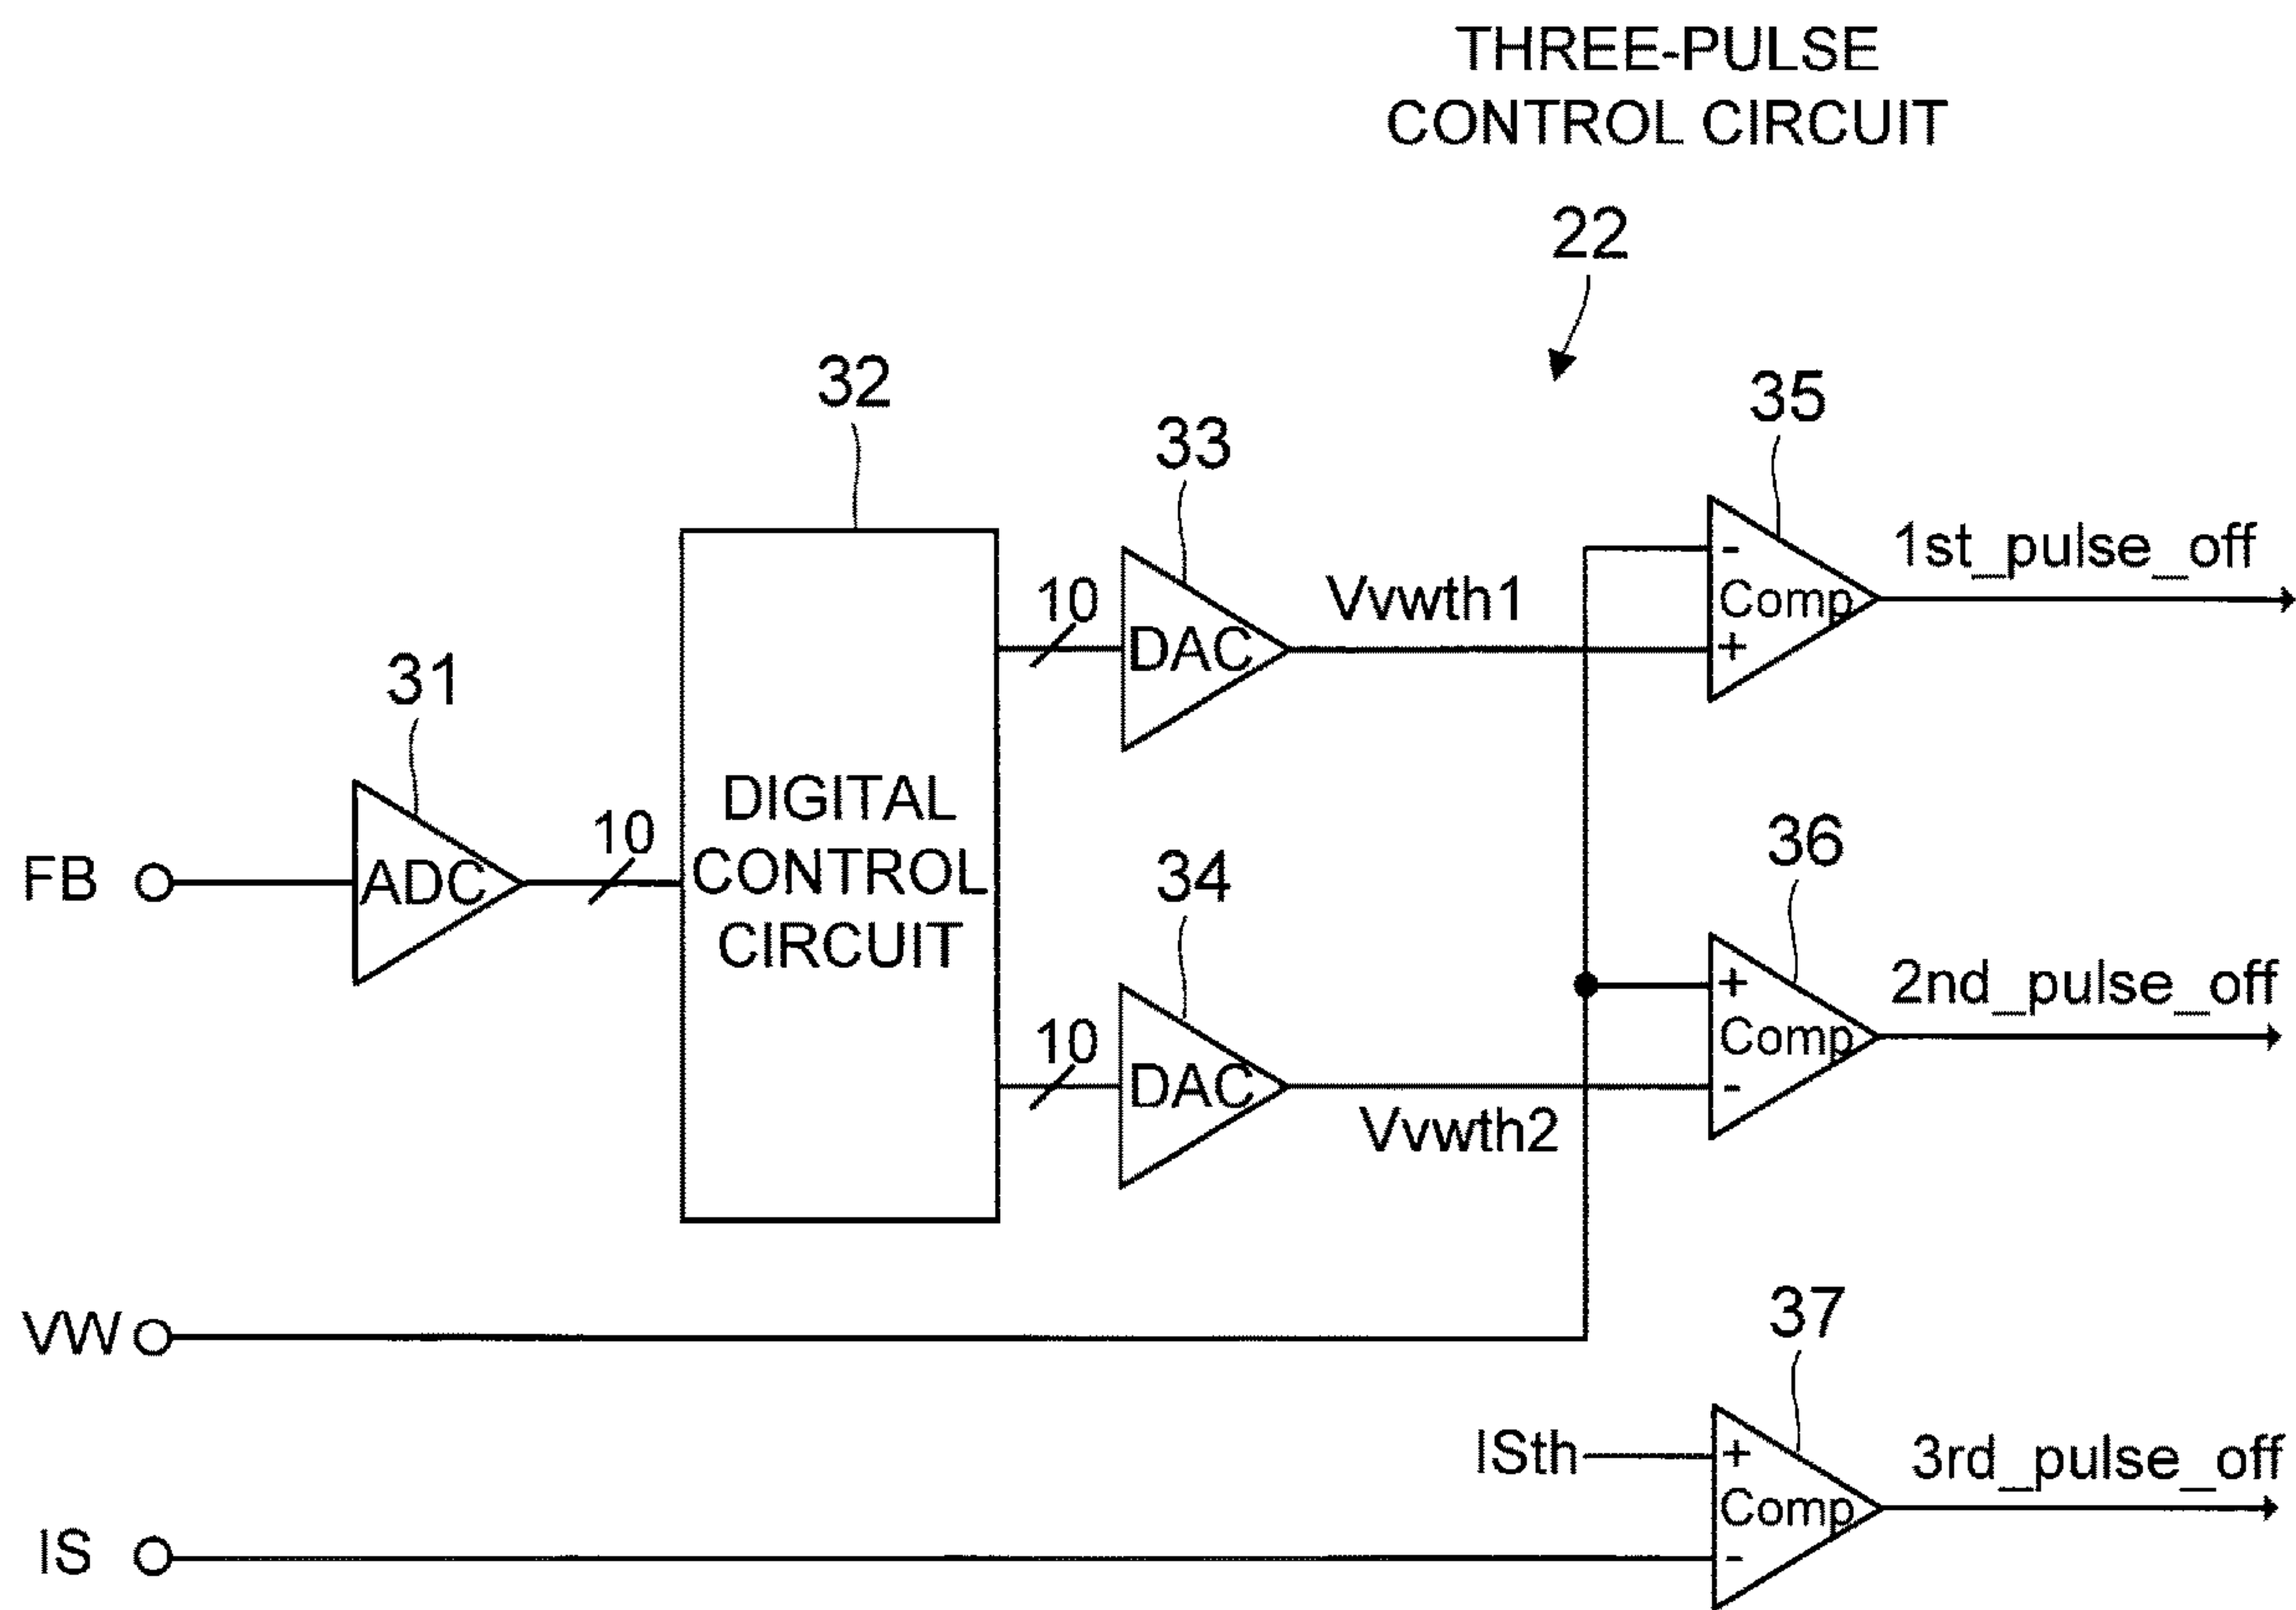 THREE-PULSE
CONTROL CIRCUIT
22
32
33
35
1st_pulse_off
-
Comp
+
10
DAC
Vvwth1
31
FB
ADC
10
DIGITAL
CONTROL
CIRCUIT
34
36
2nd_pulse_off
+
Comp
-
10
DAC
Vvwth2
VW
37
ISth
+
Comp
-
3rd_pulse_off
IS